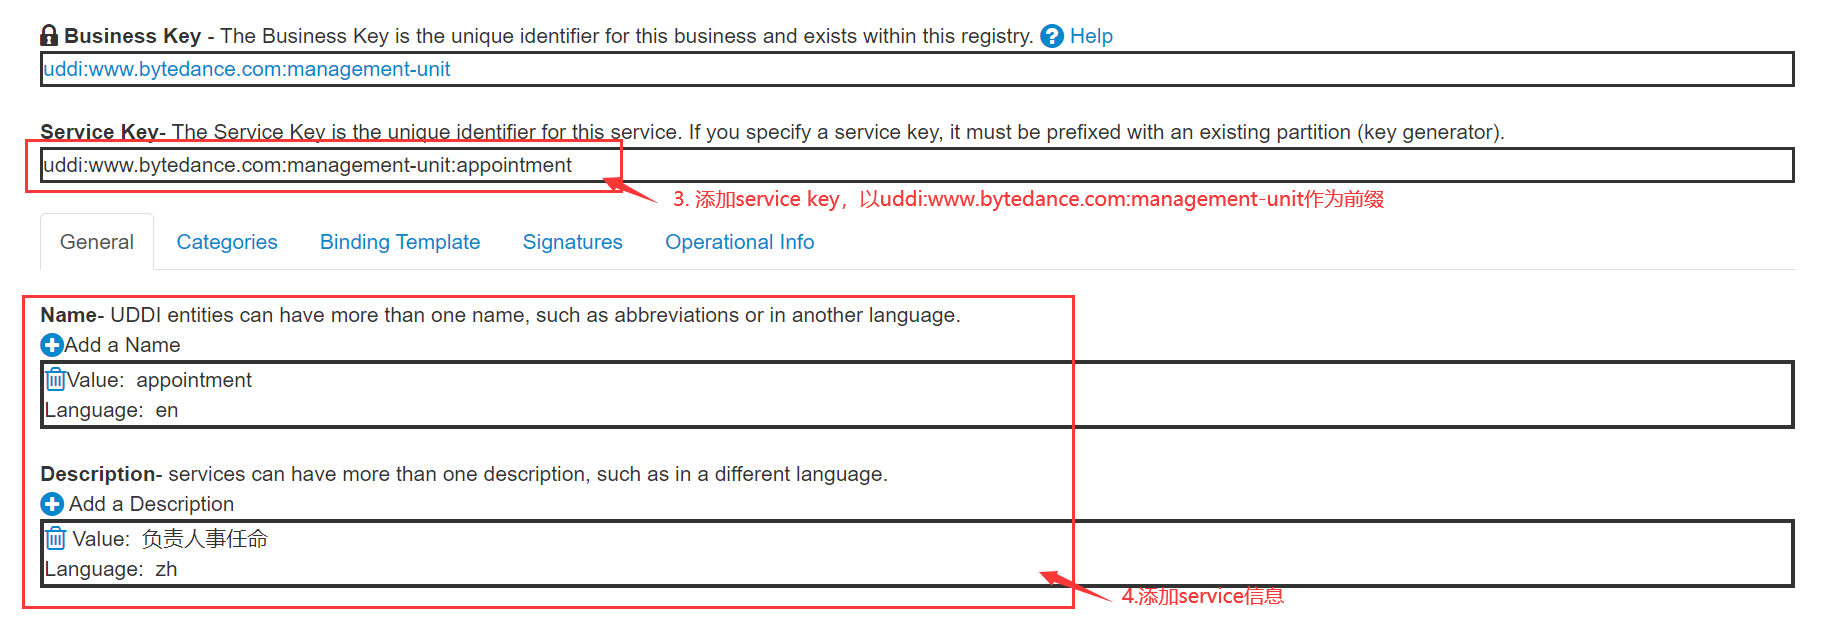 Business Key - The Business Key is the unique identifier for this business and exists within this registry. ? Help
uddi:www.bytedance.com:management-unit
Service Key- The Service Key is the unique identifier for this service. If you specify a service key, it must be prefixed with an existing partition (key generator).
uddi:www.bytedance.com:management-unit:appointment
3. 添加service key，以uddi:www.bytedance.com:management-unit作为前缀
General Categories Binding Template Signatures Operational Info
Name- UDDI entities can have more than one name, such as abbreviations or in another language.
Add a Name
Value: appointment
Language: en
Description- services can have more than one description, such as in a different language.
Add a Description
Value: 负责人事任命
Language: zh
4.添加service信息